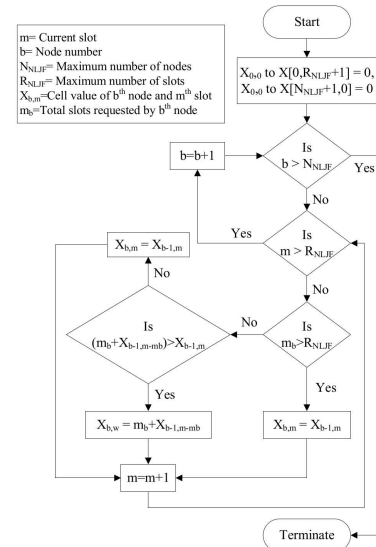 Start
m= Current slot
b= Node number
N_NLJF= Maximum number of nodes
R_NLJF= Maximum number of slots
X_b,m=Cell value of b^th node and m^th slot
m_b=Total slots requested by b^th node
X_0,0 to X[0,R_NLJF+1] = 0,
X_0,0 to X[N_NLJF+1,0] = 0
b=b+1
Is
b > N_NLJF
Yes
No
Is
m > R_NLJF
Yes
No
X_b,m = X_b-1,m
No
Is
(m_b+X_b-1,m-mb)>X_b-1,m
No
Is
m_b>R_NLJF
Yes
Yes
X_b,w = m_b+X_b-1,m-mb
X_b,m = X_b-1,m
m=m+1
Terminate